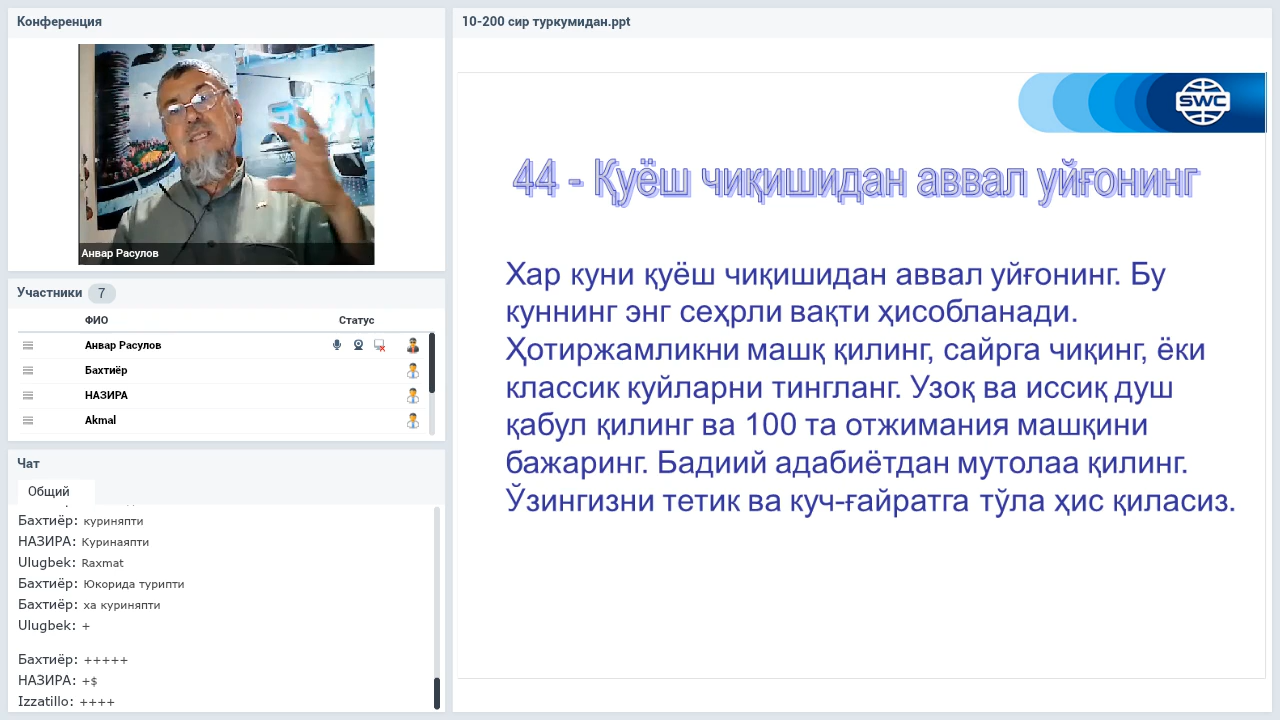 Конференция
Анвар Расулов
Участники 7
ФИО Статус
Анвар Расулов
Бахтиёр
НАЗИРА
Akmal
Чат
Общий
Бахтиёр: куриняпти
НАЗИРА: Куринаяпти
Ulugbek: Raxmat
Бахтиёр: Юкорида турипти
Бахтиёр: ха куриняпти
Ulugbek: +
Бахтиёр: +++++
НАЗИРА: +$
Izzatillo: ++++
10-200 сир туркумидан.ppt
SWC
44 - Қуёш чиқишидан аввал уйғонинг
Хар куни қуёш чиқишидан аввал уйғонинг. Бу
куннинг энг сеҳрли вақти ҳисобланади.
Ҳотиржамликни машқ қилинг, сайрга чиқинг, ёки
классик куйларни тингланг. Узоқ ва иссиқ душ
қабул қилинг ва 100 та отжимания машқини
бажаринг. Бадиий адабиётдан мутолаа қилинг.
Ўзингизни тетик ва куч-ғайратга тўла ҳис қиласиз.